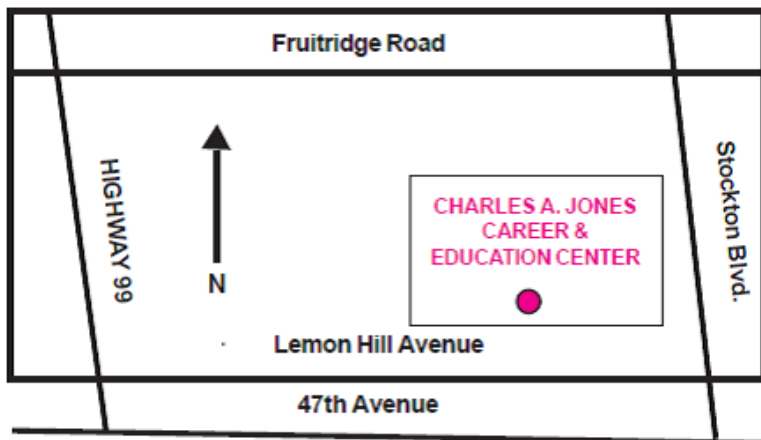 Fruitridge Road
HIGHWAY 99
N
CHARLES A. JONES
CAREER &
EDUCATION CENTER
Stockton Blvd.
Lemon Hill Avenue
47th Avenue